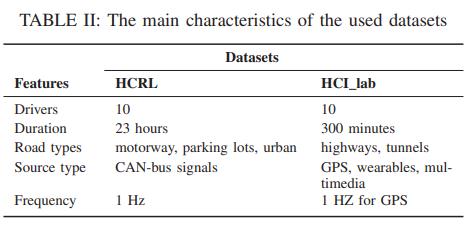 TABLE II: The main characteristics of the used datasets
Datasets
Features HCRL HCI_lab
Drivers 10 10
Duration 23 hours 300 minutes
Road types motorway, parking lots, urban highways, tunnels
Source type CAN-bus signals GPS, wearables, mul-
timedia
Frequency 1 Hz 1 HZ for GPS